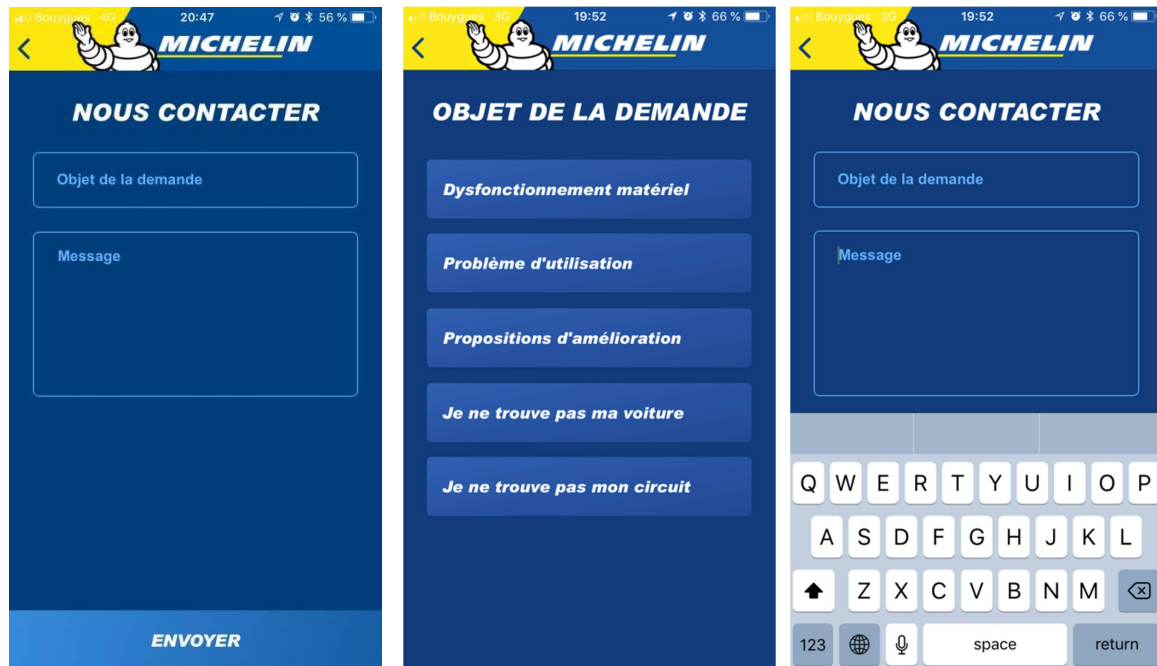 Bouygues 4G 20:47 56 %
MICHELIN
NOUS CONTACTER
Objet de la demande
Message
ENVOYER
Bouygues 3G 19:52 66 %
MICHELIN
OBJET DE LA DEMANDE
Dysfonctionnement matériel
Problème d'utilisation
Propositions d'amélioration
Je ne trouve pas ma voiture
Je ne trouve pas mon circuit
Bouygues 3G 19:52 66 %
MICHELIN
NOUS CONTACTER
Objet de la demande
Message
Q W E R T Y U I O P
A S D F G H J K L
Z X C V B N M
123 space return